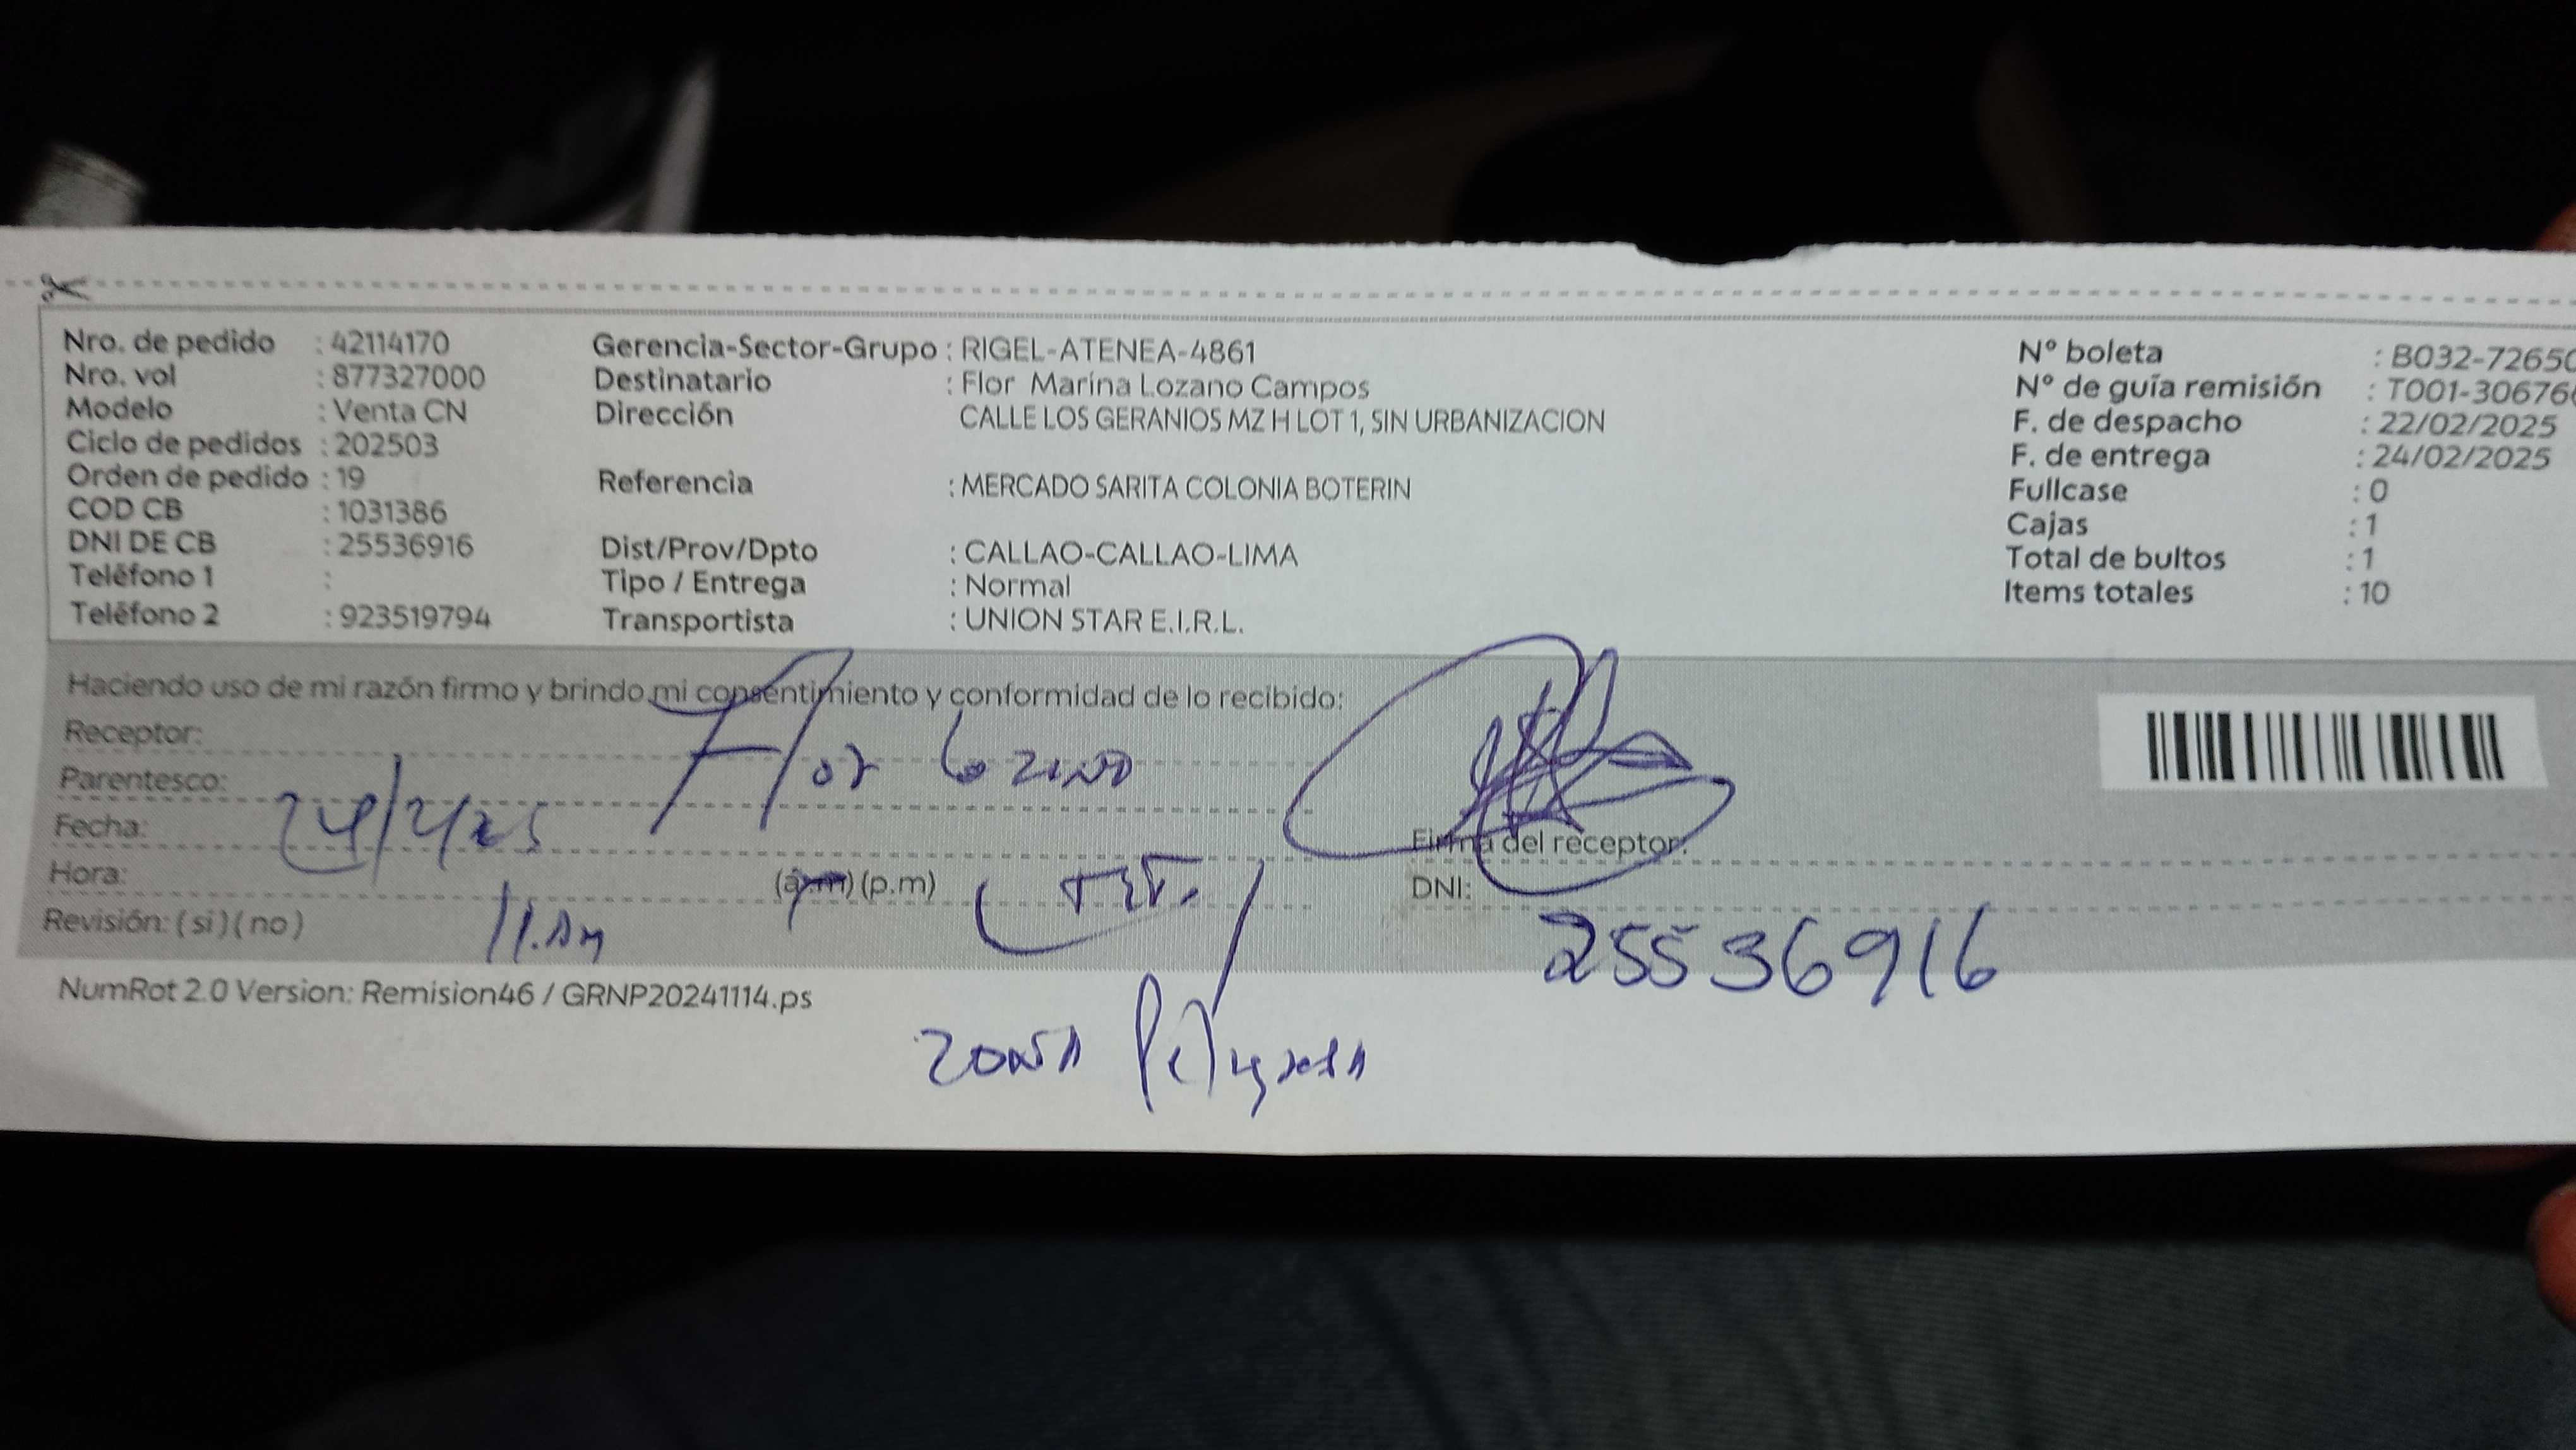 Nro. de pedido : 42114170
Nro. vol : 877327000
Modelo : Venta CN
Ciclo de pedidos : 202503
Orden de pedido : 19
COD CB : 1031386
DNI DE CB : 25536916
Teléfono 1 :
Teléfono 2 : 923519794
Gerencia-Sector-Grupo : RIGEL-ATENEA-4861
Destinatario : Flor Marina Lozano Campos
Dirección CALLE LOS GERANIOS MZ H LOT 1, SIN URBANIZACION
Referencia : MERCADO SARITA COLONIA BOTERIN
Dist/Prov/Dpto : CALLAO-CALLAO-LIMA
Tipo / Entrega : Normal
Transportista : UNION STAR E.I.R.L.
Nº boleta : B032-72650
Nº de guía remisión : T001-306766
F. de despacho : 22/02/2025
F. de entrega : 24/02/2025
Fullcase : 0
Cajas : 1
Total de bultos : 1
Items totales : 10
Haciendo uso de mi razón firmo y brindo mi consentimiento y conformidad de lo recibido:
Receptor: Flor Lozano
Parentesco:
Fecha: 24/2/25
Hora: 11.AM (a.m) (p.m)
Revisión: ( si ) ( no )
Firma del receptor:
DNI: 25536916
NumRot 2.0 Version: Remision46 / GRNP20241114.ps
ZONA Peligrosa